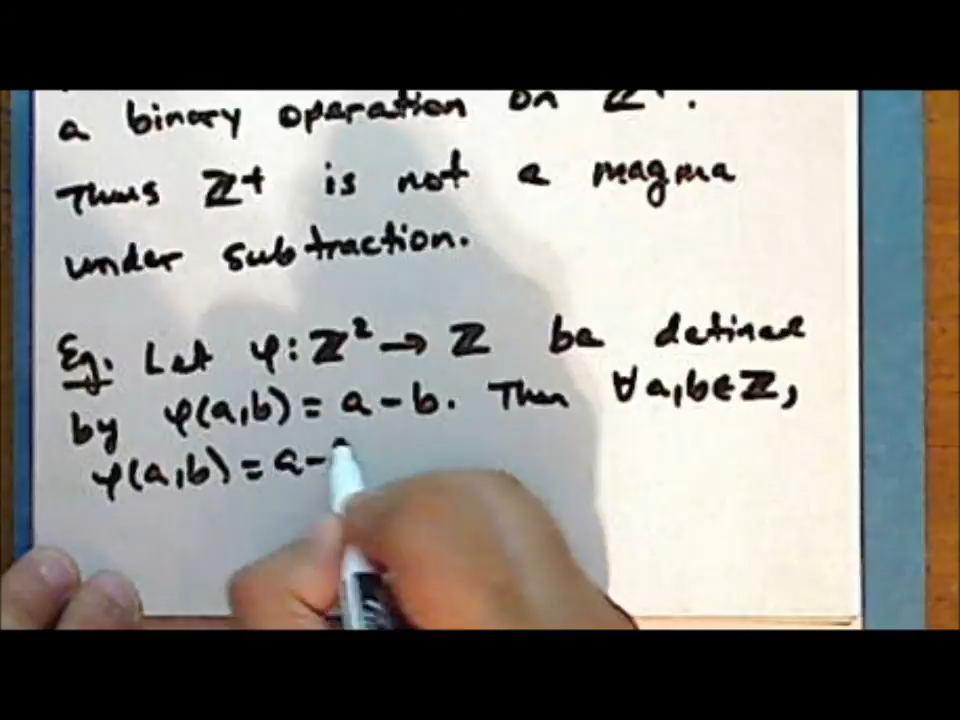 a binary operation on ℤ⁺.
Thus ℤ⁺ is not a magma
under subtraction.
Eg. Let φ: ℤ² → ℤ be defined
by φ(a,b) = a - b. Then ∀a,b∈ℤ,
φ(a,b) = a -